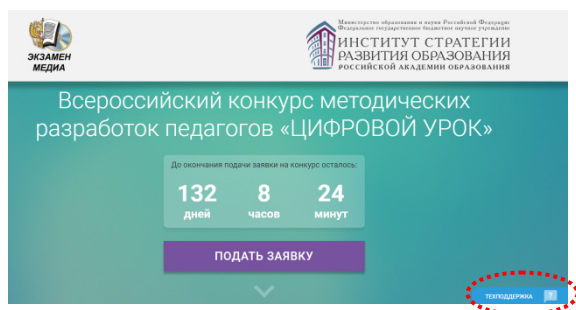 ЭКЗАМЕН
МЕДИА
Министерство образования и науки Российской Федерации
Федеральное государственное бюджетное научное учреждение
ИНСТИТУТ СТРАТЕГИИ
РАЗВИТИЯ ОБРАЗОВАНИЯ
РОССИЙСКОЙ АКАДЕМИИ ОБРАЗОВАНИЯ
Всероссийский конкурс методических
разработок педагогов «ЦИФРОВОЙ УРОК»
До окончания подачи заявки на конкурс осталось:
132 8 24
дней часов минут
ПОДАТЬ ЗАЯВКУ
ТЕХПОДДЕРЖКА ?